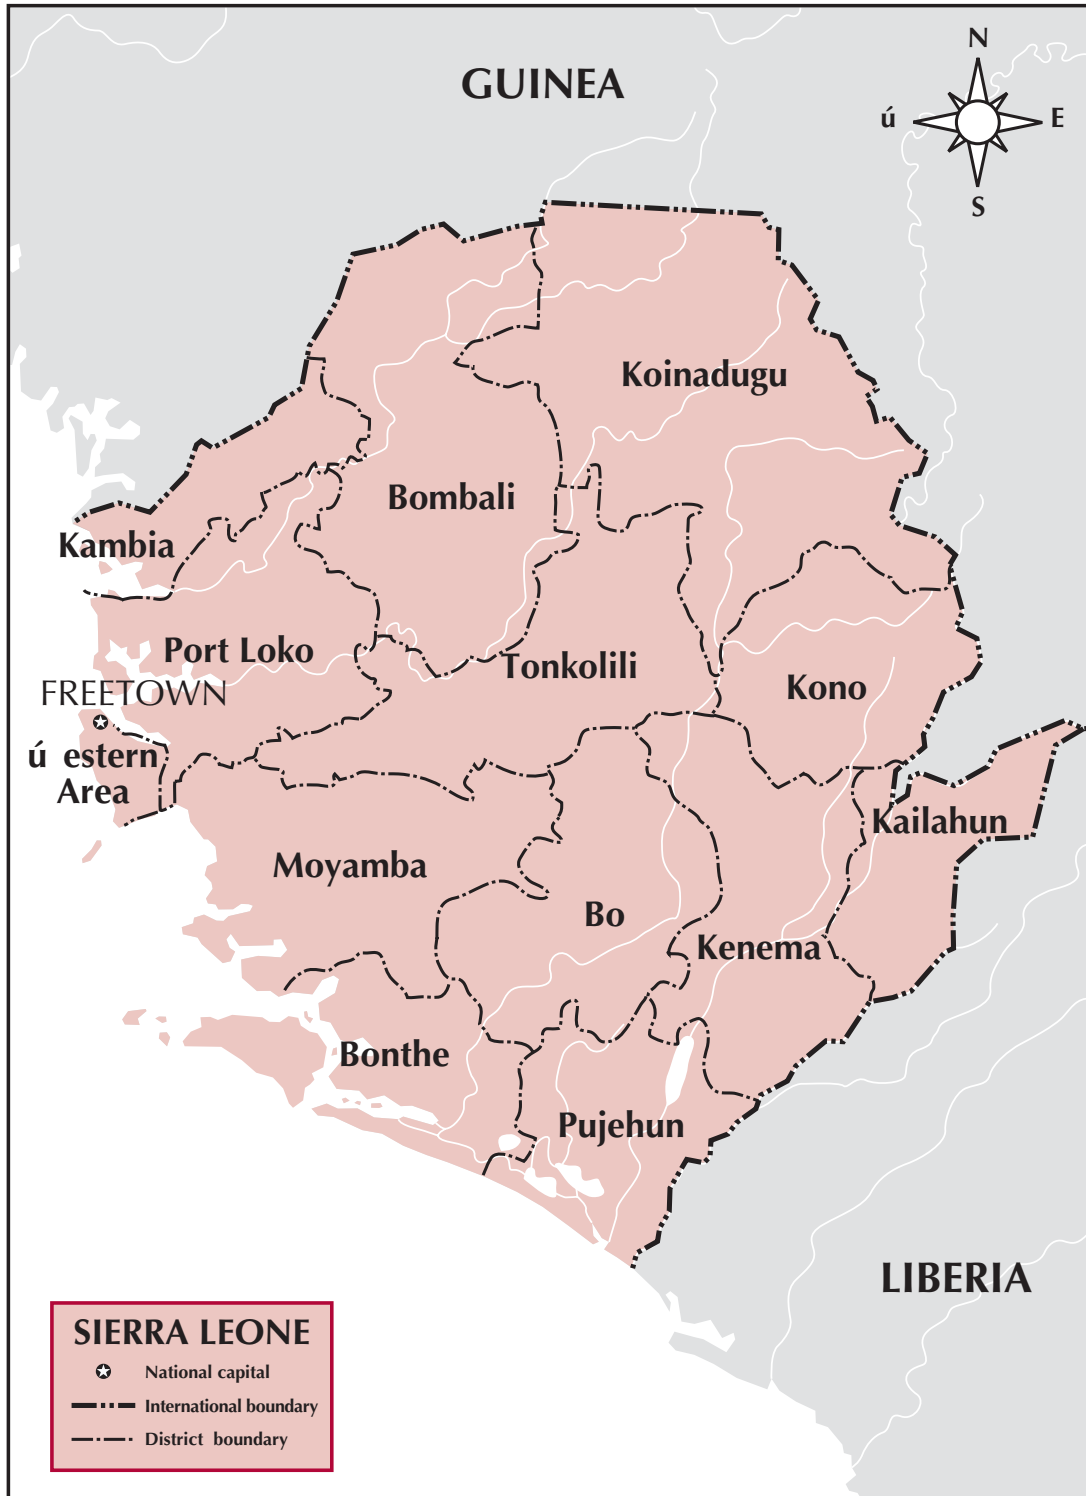 GUINEA
N
ú
E
S
Koinadugu
Bombali
Kambia
Port Loko
Tonkolili
FREETOWN
Kono
ú estern
Area
Kailahun
Moyamba
Bo
Kenema
Bonthe
Pujehun
LIBERIA
SIERRA LEONE
National capital
International boundary
District boundary